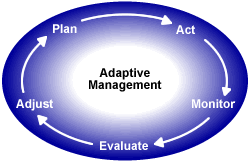 Plan
Act
Adaptive
Management
Adjust
Monitor
Evaluate